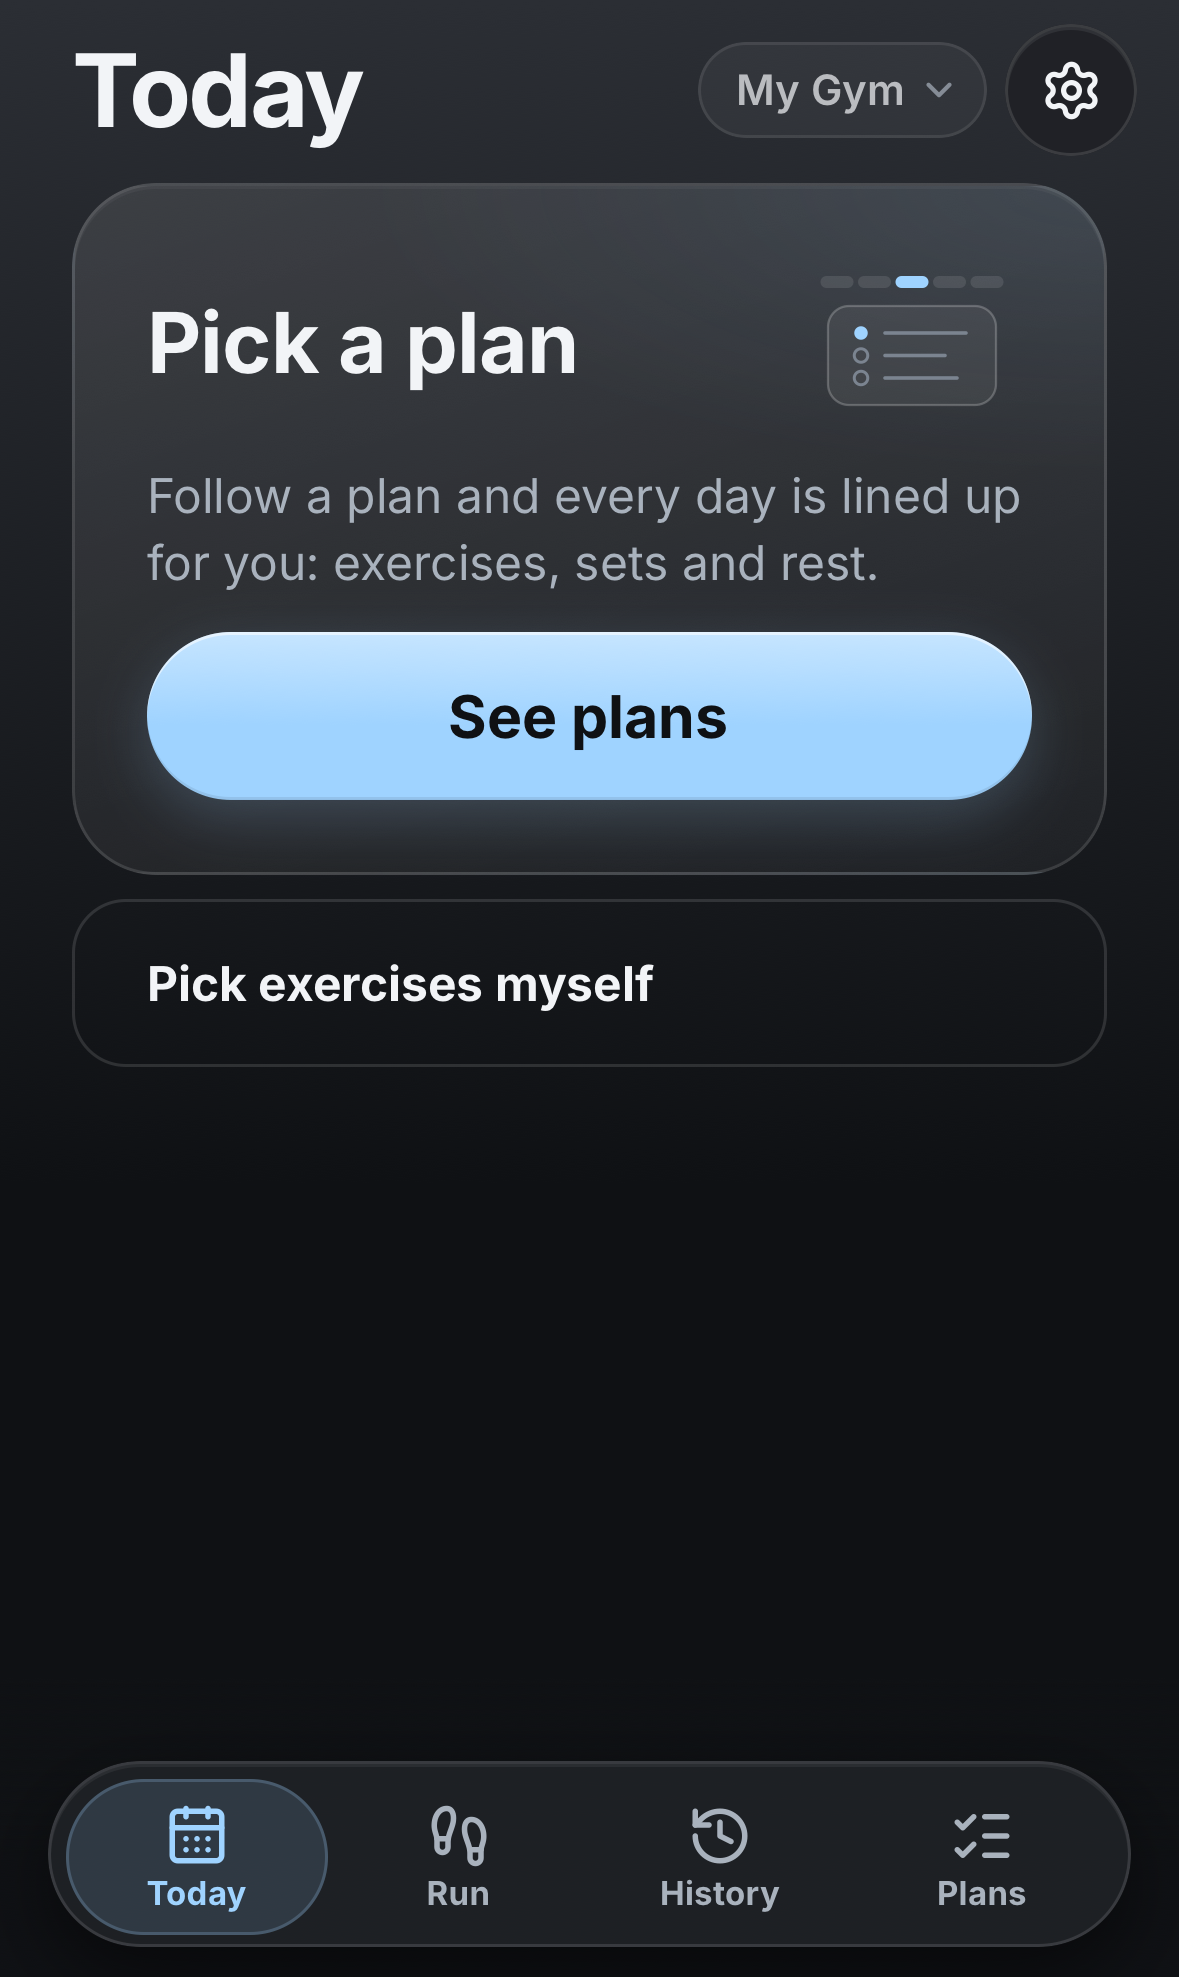 Today
My Gym
Pick a plan
Follow a plan and every day is lined up
for you: exercises, sets and rest.
See plans
Pick exercises myself
Today
Run
History
Plans